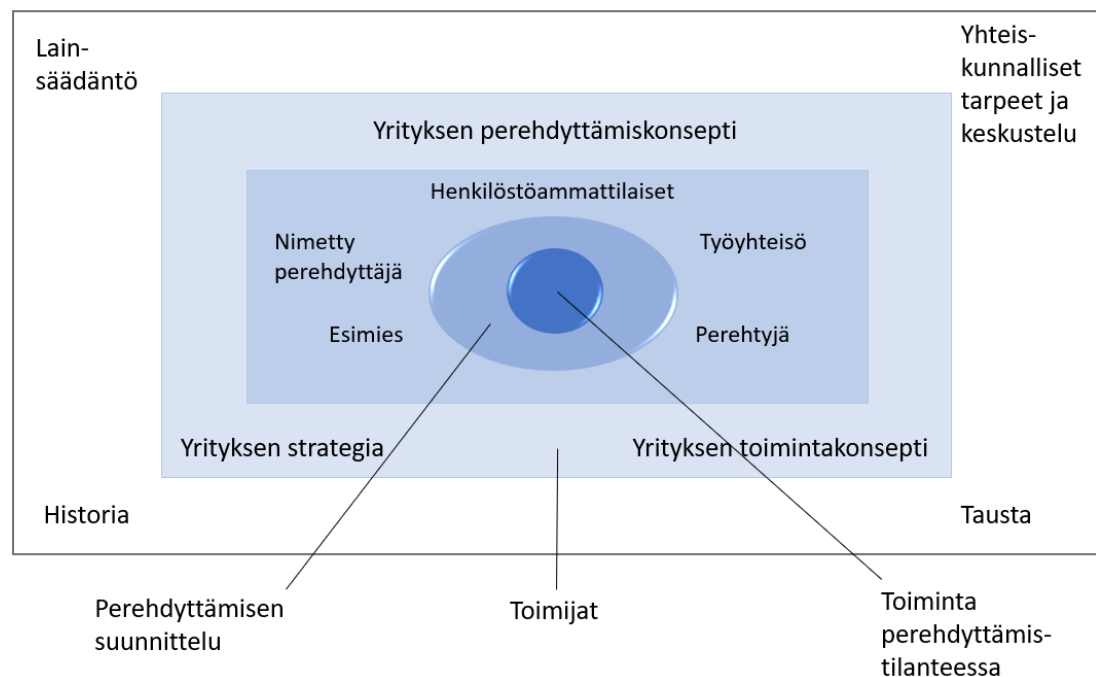 Lain-
säädäntö
Yhteis-
kunnalliset
tarpeet ja
keskustelu
Yrityksen perehdyttämiskonsepti
Henkilöstöammattilaiset
Nimetty
perehdyttäjä
Työyhteisö
Esimies
Perehtyjä
Yrityksen strategia
Yrityksen toimintakonsepti
Historia
Tausta
Perehdyttämisen
suunnittelu
Toimijat
Toiminta
perehdyttämis-
tilanteessa